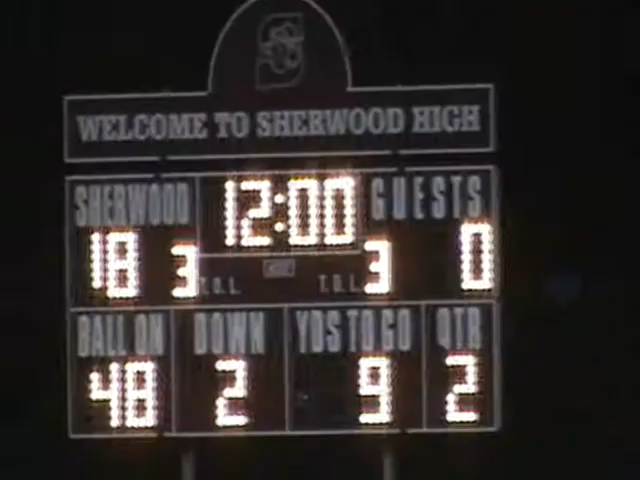 WELCOME TO SHERWOOD HIGH
SHERWOOD 12:00 GUESTS
18 3 T.O.L. T.O.L. 3 0
BALL ON DOWN YDS TO GO QTR
48 2 9 2